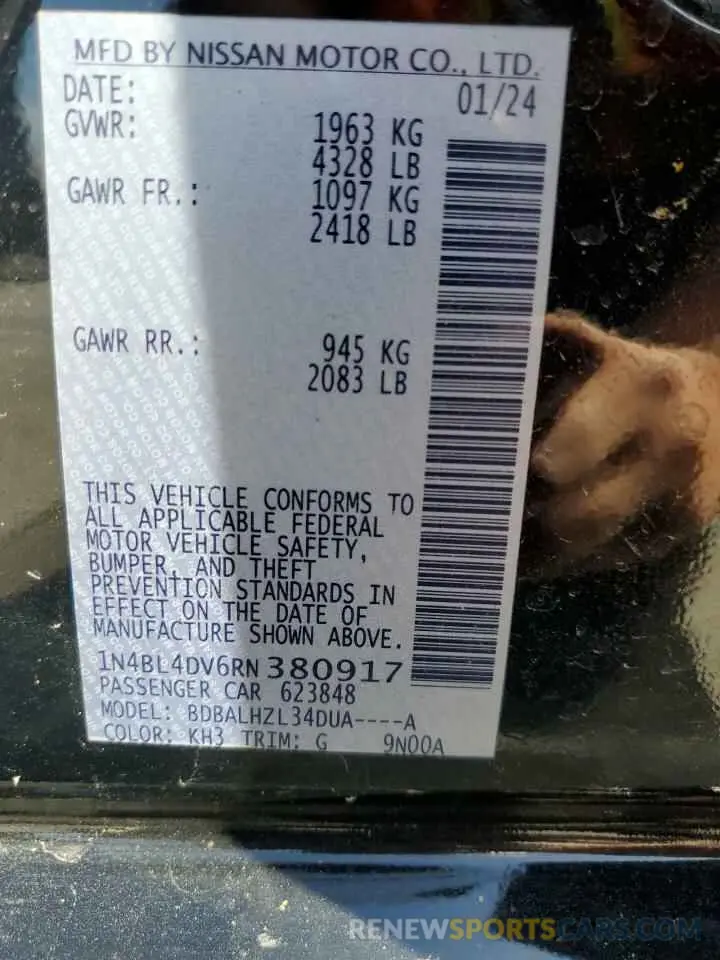 MFD BY NISSAN MOTOR CO., LTD.
DATE: 01/24
GVWR: 1963 KG
4328 LB
GAWR FR.: 1097 KG
2418 LB
GAWR RR.: 945 KG
2083 LB
THIS VEHICLE CONFORMS TO
ALL APPLICABLE FEDERAL
MOTOR VEHICLE SAFETY,
BUMPER, AND THEFT
PREVENTION STANDARDS IN
EFFECT ON THE DATE OF
MANUFACTURE SHOWN ABOVE.
1N4BL4DV6RN380917
PASSENGER CAR 623848
MODEL: BDBALHZL34DUA----A
COLOR: KH3 TRIM: G 9N00A
RENEWSPORTSCARS.COM